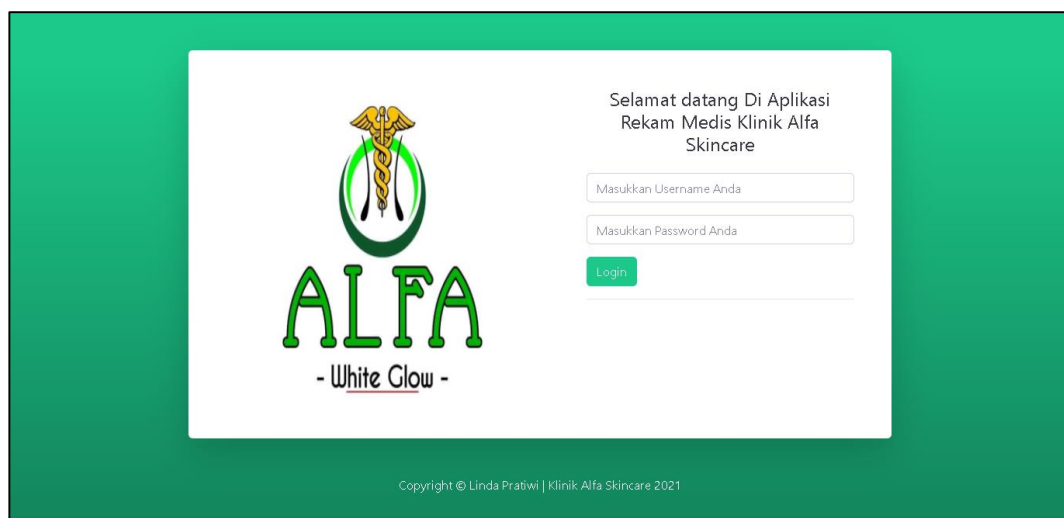 ALFA
- White Glow -
Selamat datang Di Aplikasi
Rekam Medis Klinik Alfa
Skincare
Masukkan Username Anda
Masukkan Password Anda
Login
Copyright © Linda Pratiwi | Klinik Alfa Skincare 2021